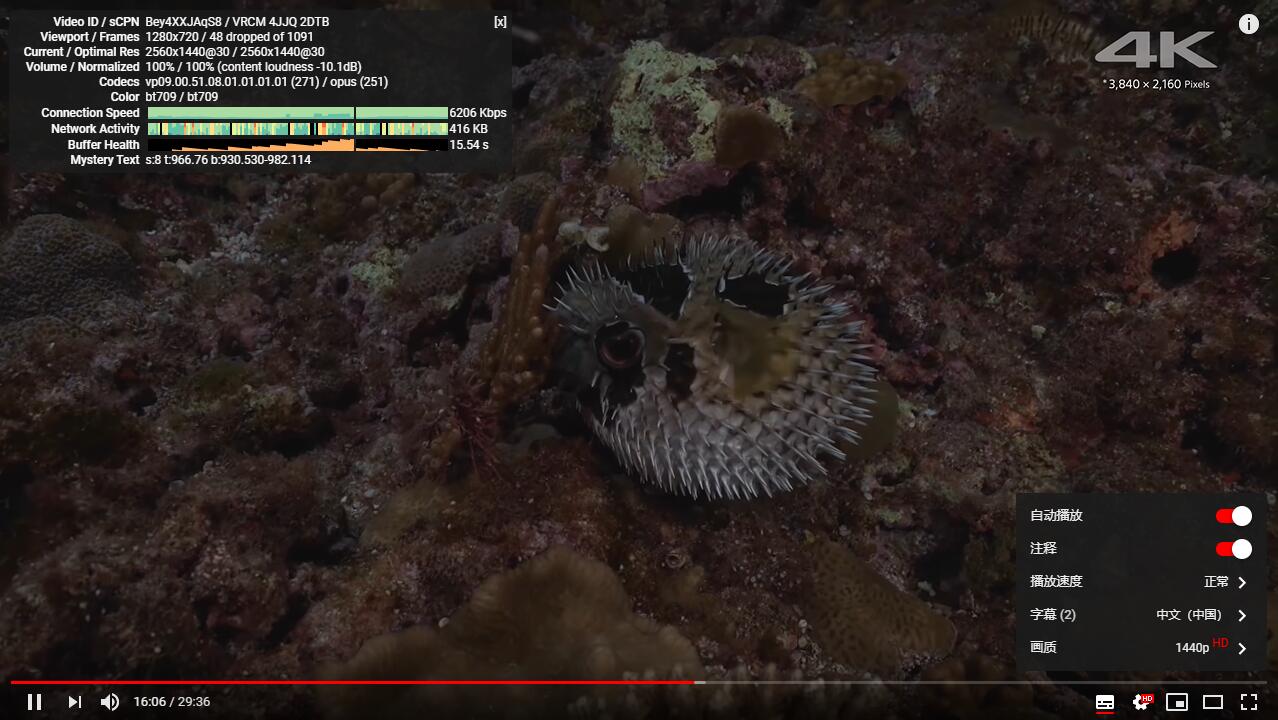 Video ID / sCPN Bey4XXJAqS8 / VRCM 4JJQ 2DTB [x]
Viewport / Frames 1280x720 / 48 dropped of 1091
Current / Optimal Res 2560x1440@30 / 2560x1440@30
Volume / Normalized 100% / 100% (content loudness -10.1dB)
Codecs vp09.00.51.08.01.01.01.01 (271) / opus (251)
Color bt709 / bt709
Connection Speed 6206 Kbps
Network Activity 416 KB
Buffer Health 15.54 s
Mystery Text s:8 t:966.76 b:930.530-982.114
i
4K
*3,840 × 2,160 Pixels
自动播放
注释
播放速度 正常
字幕 (2) 中文（中国）
画质 1440p HD
16:06 / 29:36
HD